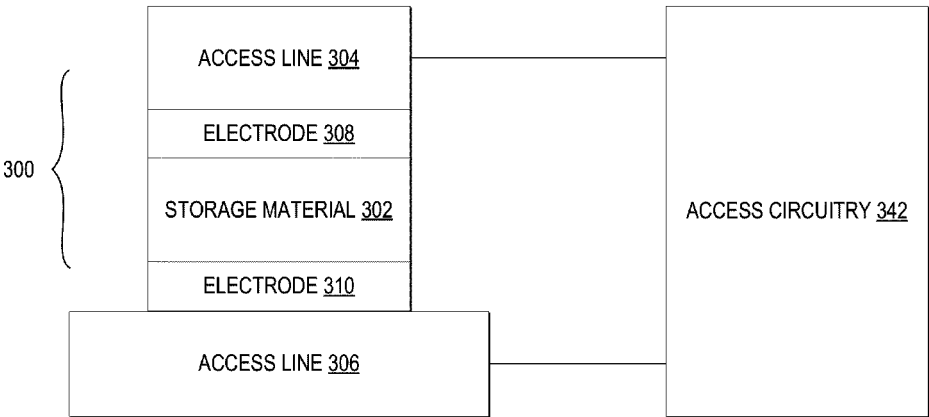 ACCESS LINE 304
ELECTRODE 308
300
STORAGE MATERIAL 302
ACCESS CIRCUITRY 342
ELECTRODE 310
ACCESS LINE 306